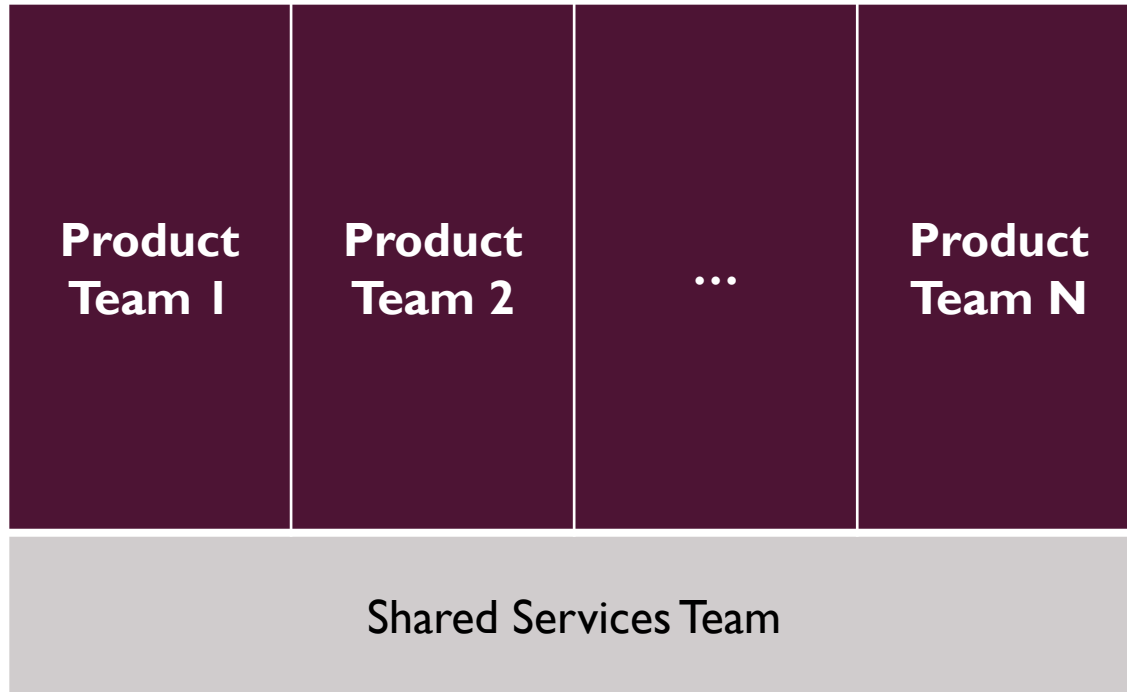 Product
Team 1
Product
Team 2
...
Product
Team N
Shared Services Team